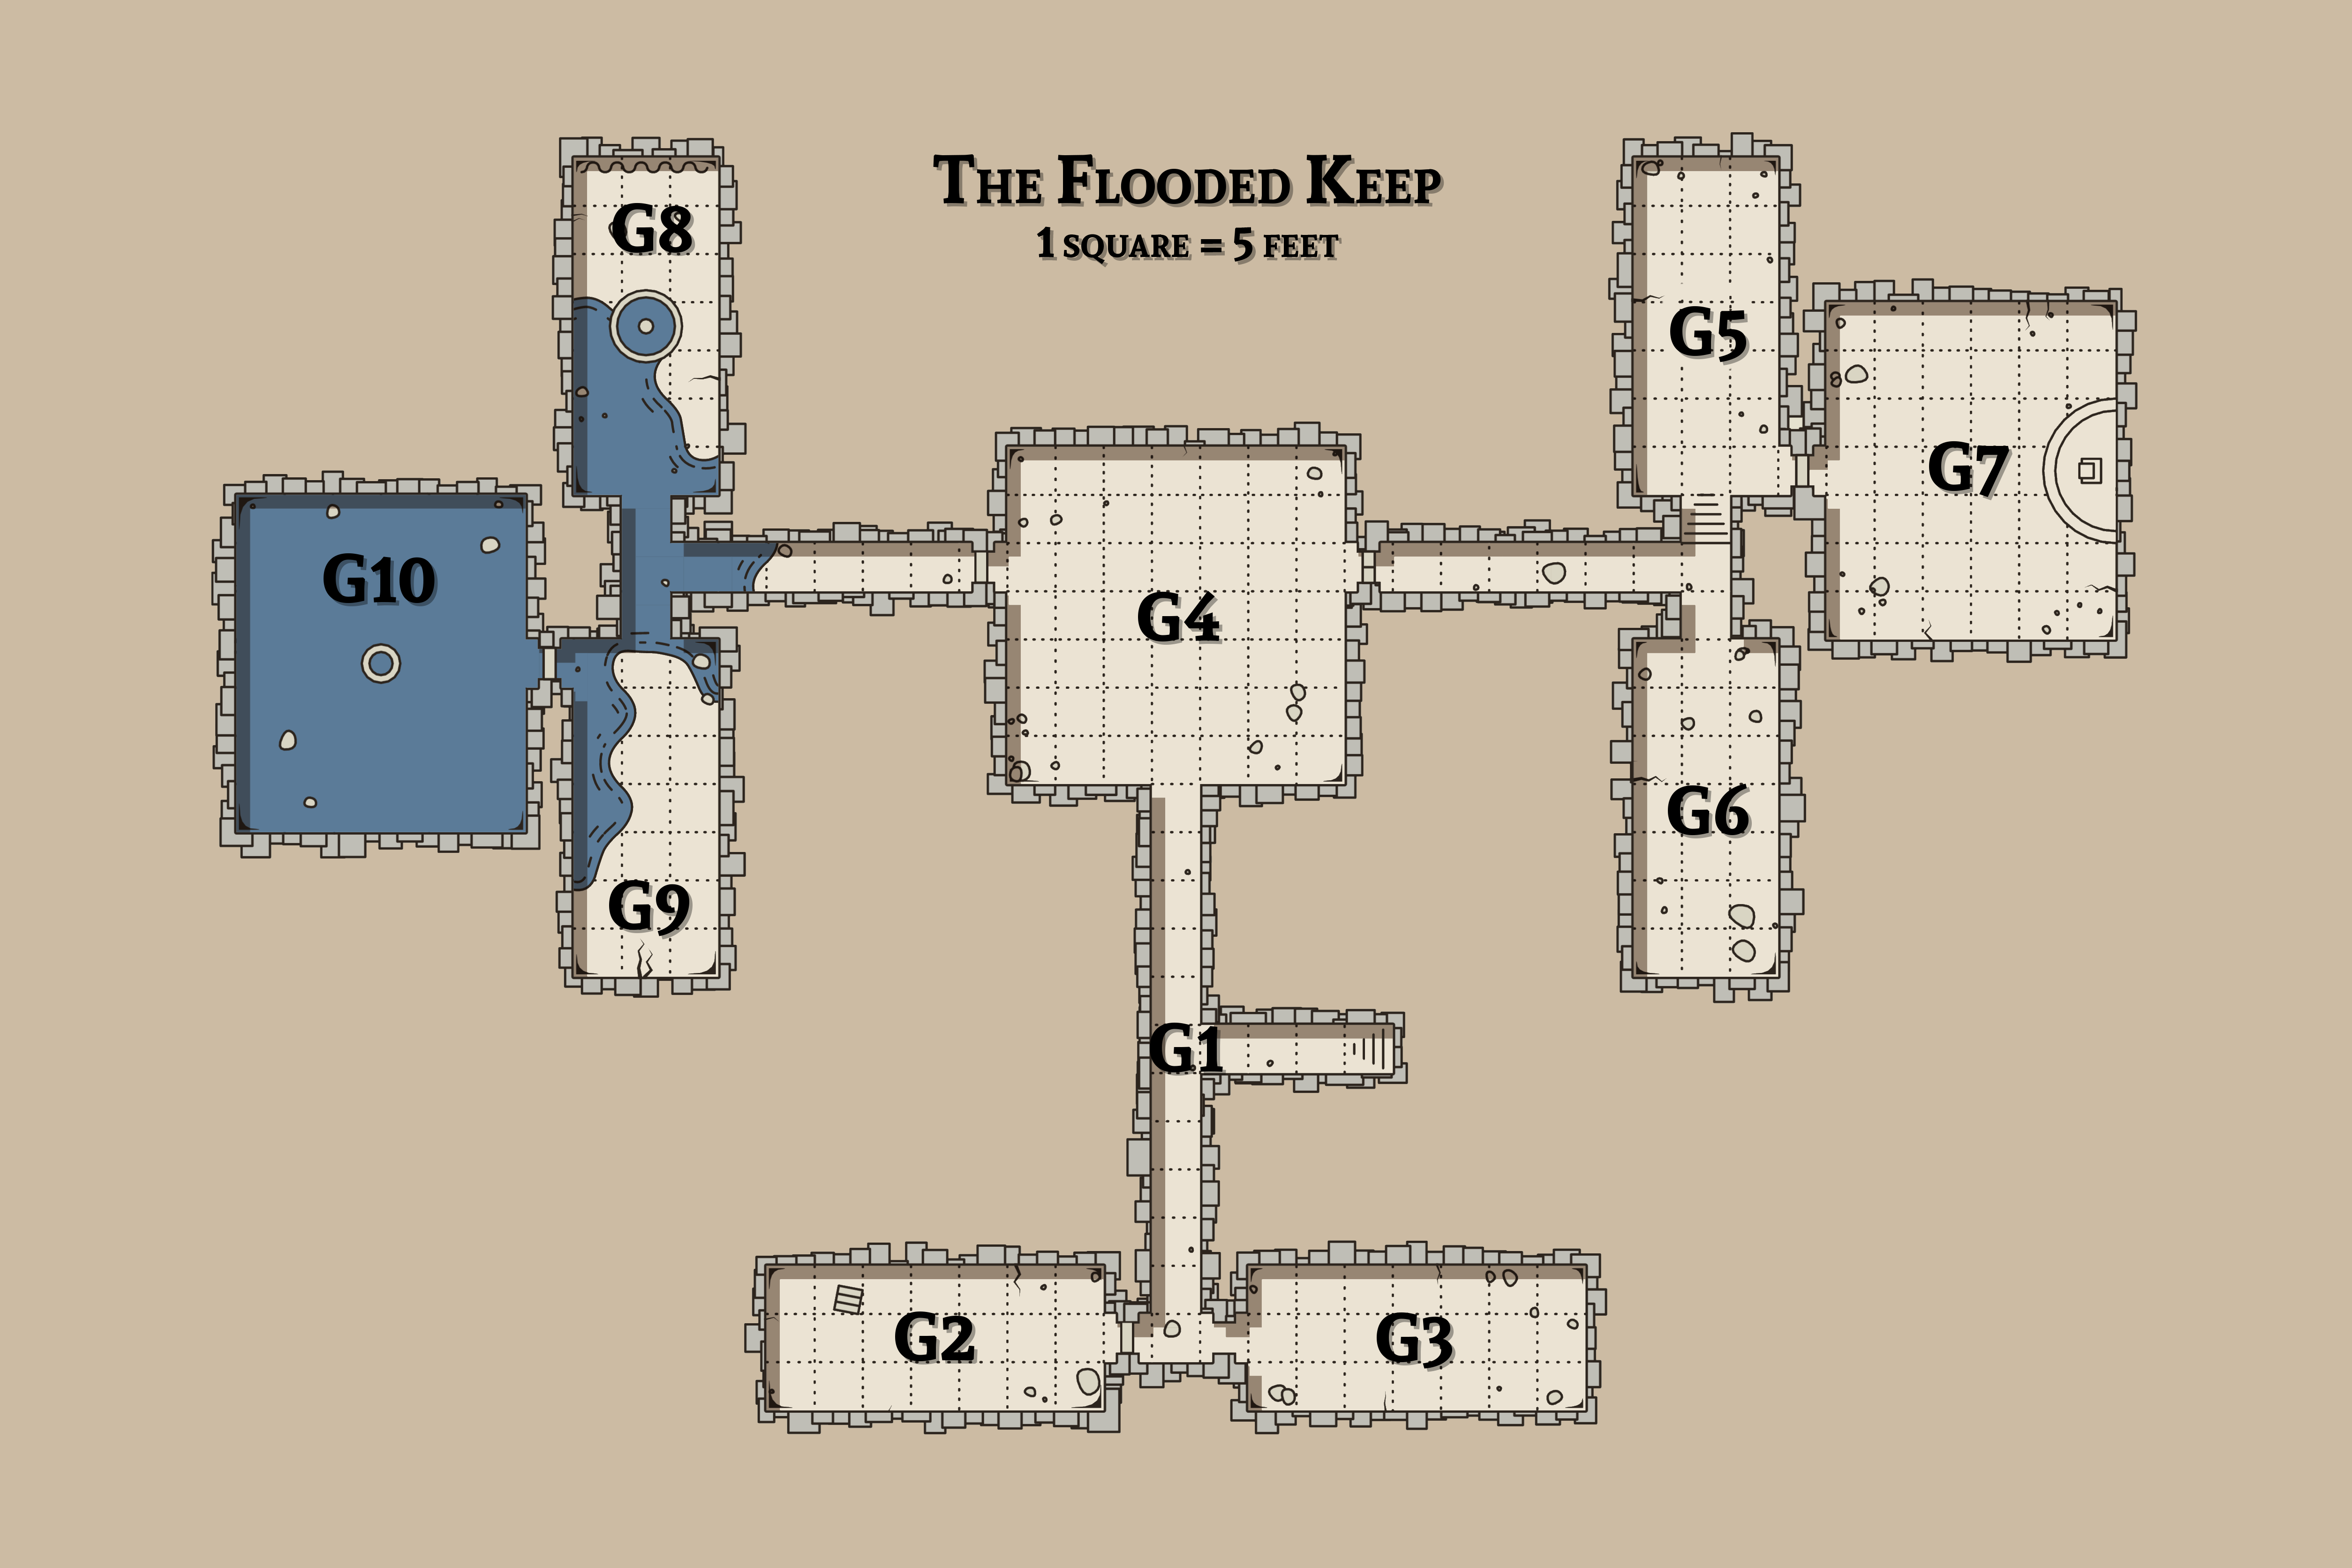 The Flooded Keep
1 square = 5 feet
G8
G5
G7
G10
G4
G6
G9
G1
G2
G3